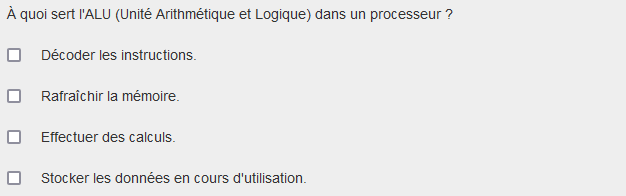 À quoi sert l'ALU (Unité Arithmétique et Logique) dans un processeur ?
Décoder les instructions.
Rafraîchir la mémoire.
Effectuer des calculs.
Stocker les données en cours d'utilisation.